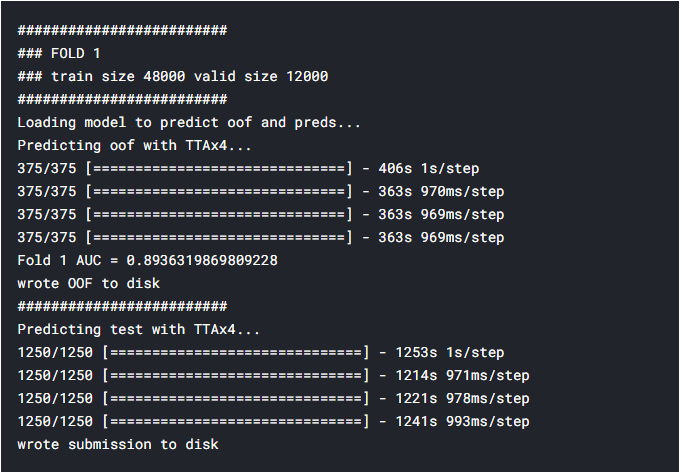 #########################
### FOLD 1
### train size 48000 valid size 12000
#########################
Loading model to predict oof and preds...
Predicting oof with TTAx4...
375/375 [==============================] - 406s 1s/step
375/375 [==============================] - 363s 970ms/step
375/375 [==============================] - 363s 969ms/step
375/375 [==============================] - 363s 969ms/step
Fold 1 AUC = 0.8936319869809228
wrote OOF to disk
#########################
Predicting test with TTAx4...
1250/1250 [==============================] - 1253s 1s/step
1250/1250 [==============================] - 1214s 971ms/step
1250/1250 [==============================] - 1221s 978ms/step
1250/1250 [==============================] - 1241s 993ms/step
wrote submission to disk